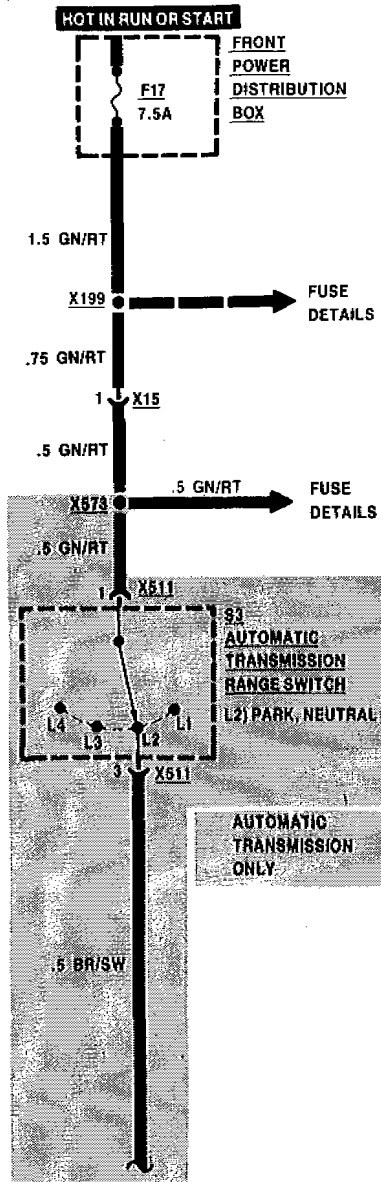 HOT IN RUN OR START
FRONT
POWER
DISTRIBUTION
BOX
F17
7.5A
1.5 GN/RT
X199
FUSE
DETAILS
.75 GN/RT
1 X15
.5 GN/RT
.5 GN/RT
X573
FUSE
DETAILS
.5 GN/RT
1 X511
S3
AUTOMATIC
TRANSMISSION
RANGE SWITCH
L2) PARK, NEUTRAL
L4 L3 L2 L1
3 X511
AUTOMATIC
TRANSMISSION
ONLY
.5 BR/SW